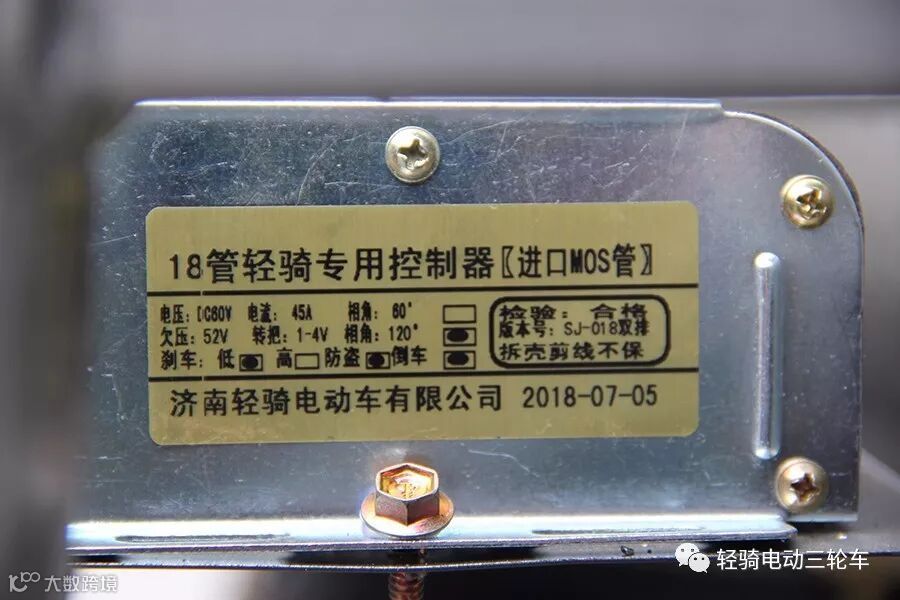 18管轻骑专用控制器〖进口MOS管〗
电压：DC60V 电流：45A 相角：60°
欠压：52V 转把：1-4V 相角：120°
刹车：低 高 防盗 倒车
检验：合格
版本号：SJ-018双排
拆壳剪线不保
济南轻骑电动车有限公司 2018-07-05
轻骑电动三轮车
大数跨境